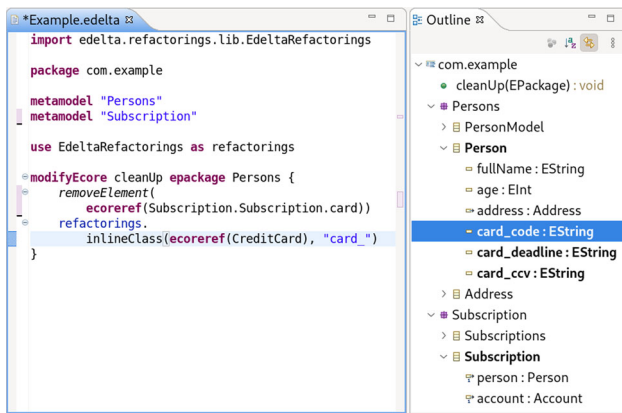 *Example.edelta
import edelta.refactorings.lib.EdeltaRefactorings
package com.example
metamodel "Persons"
metamodel "Subscription"
use EdeltaRefactorings as refactorings
modifyEcore cleanUp epackage Persons {
removeElement(
ecoreref(Subscription.Subscription.card))
refactorings.
inlineClass(ecoreref(CreditCard), "card_")
}
Outline
com.example
cleanUp(EPackage) : void
Persons
PersonModel
Person
fullName : EString
age : EInt
address : Address
card_code : EString
card_deadline : EString
card_ccv : EString
Address
Subscription
Subscriptions
Subscription
person : Person
account : Account